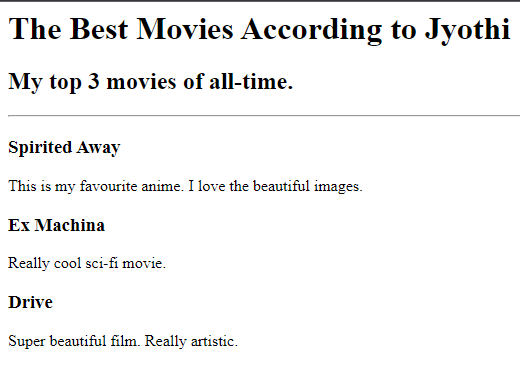 The Best Movies According to Jyothi
My top 3 movies of all-time.
Spirited Away
This is my favourite anime. I love the beautiful images.
Ex Machina
Really cool sci-fi movie.
Drive
Super beautiful film. Really artistic.